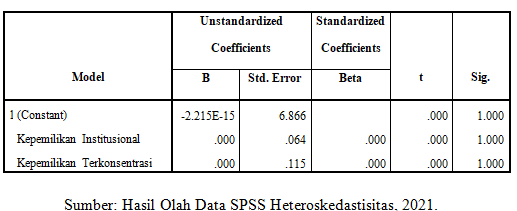 Model Unstandardized Coefficients Standardized Coefficients t Sig.
B Std. Error Beta
1 (Constant) -2.215E-15 6.866 .000 1.000
Kepemilikan Institusional .000 .064 .000 .000 1.000
Kepemilikan Terkonsentrasi .000 .115 .000 .000 1.000
Sumber: Hasil Olah Data SPSS Heteroskedastisitas, 2021.